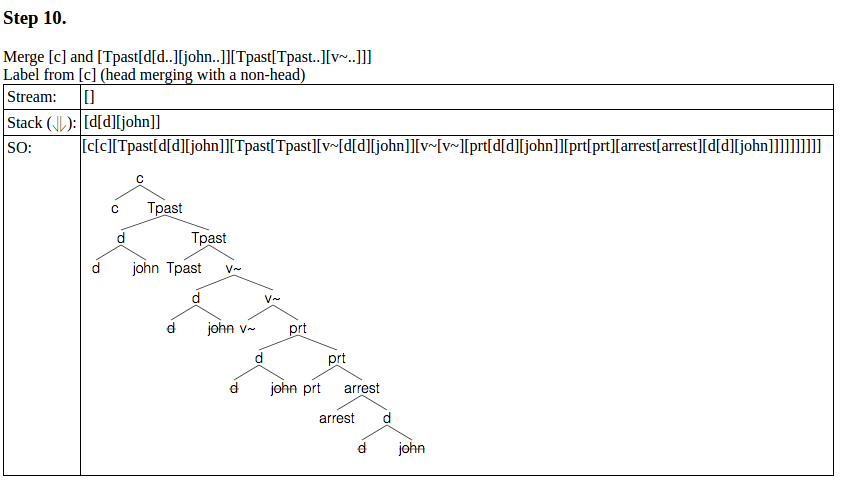 Step 10.
Merge [c] and [Tpast[d[d..][john..]][Tpast[Tpast..][v~..]]]
Label from [c] (head merging with a non-head)
Stream: []
Stack (⇃⇂): [d[d][john]]
SO: [c[c][Tpast[d[d][john]][Tpast[Tpast][v~[d[d][john]][v~[v~][prt[d[d][john]][prt[prt][arrest[arrest][d[d][john]]]]]]]]]]
c
c Tpast
d Tpast
d john Tpast v~
d v~
d john v~ prt
d prt
d john prt arrest
arrest d
d john